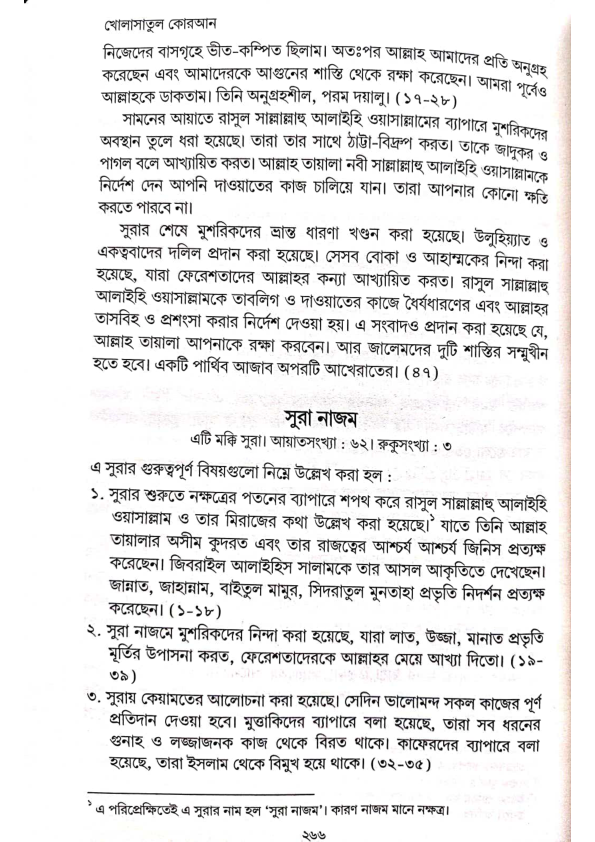 খোলাসাতুল কোরআন
নিজেদের বাসগৃহে ভীত-কম্পিত ছিলাম। অতঃপর আল্লাহ আমাদের প্রতি অনুগ্রহ
করেছেন এবং আমাদেরকে আগুনের শাস্তি থেকে রক্ষা করেছেন। আমরা পূর্বেও
আল্লাহকে ডাকতাম। তিনি অনুগ্রহশীল, পরম দয়ালু। (১৭-২৮)
সামনের আয়াতে রাসুল সাল্লাল্লাহু আলাইহি ওয়াসাল্লামের ব্যাপারে মুশরিকদের
অবস্থান তুলে ধরা হয়েছে। তারা তার সাথে ঠাট্টা-বিদ্রুপ করত। তাকে জাদুকর ও
পাগল বলে আখ্যায়িত করত। আল্লাহ তায়ালা নবী সাল্লাল্লাহু আলাইহি ওয়াসাল্লামকে
নির্দেশ দেন আপনি দাওয়াতের কাজ চালিয়ে যান। তারা আপনার কোনো ক্ষতি
করতে পারবে না।
সুরার শেষে মুশরিকদের ভ্রান্ত ধারণা খণ্ডন করা হয়েছে। উলুহিয়্যাত ও
একত্ববাদের দলিল প্রদান করা হয়েছে। সেসব বোকা ও আহাম্মকের নিন্দা করা
হয়েছে, যারা ফেরেশতাদের আল্লাহর কন্যা আখ্যায়িত করত। রাসুল সাল্লাল্লাহু
আলাইহি ওয়াসাল্লামকে তাবলিগ ও দাওয়াতের কাজে ধৈর্যধারণের এবং আল্লাহর
তাসবিহ ও প্রশংসা করার নির্দেশ দেওয়া হয়। এ সংবাদও প্রদান করা হয়েছে যে,
আল্লাহ তায়ালা আপনাকে রক্ষা করবেন। আর জালেমদের দুটি শাস্তির সম্মুখীন
হতে হবে। একটি পার্থিব আজাব অপরটি আখেরাতের। (৪৭)
সুরা নাজম
এটি মক্কি সুরা। আয়াতসংখ্যা : ৬২। রুকুসংখ্যা : ৩
এ সুরার গুরুত্বপূর্ণ বিষয়গুলো নিম্নে উল্লেখ করা হল :
১. সুরার শুরুতে নক্ষত্রের পতনের ব্যাপারে শপথ করে রাসুল সাল্লাল্লাহু আলাইহি
ওয়াসাল্লাম ও তার মিরাজের কথা উল্লেখ করা হয়েছে।১ যাতে তিনি আল্লাহ
তায়ালার অসীম কুদরত এবং তার রাজত্বের আশ্চর্য আশ্চর্য জিনিস প্রত্যক্ষ
করেছেন। জিবরাইল আলাইহিস সালামকে তার আসল আকৃতিতে দেখেছেন।
জান্নাত, জাহান্নাম, বাইতুল মামুর, সিদরাতুল মুনতাহা প্রভৃতি নিদর্শন প্রত্যক্ষ
করেছেন। (১-১৮)
২. সুরা নাজমে মুশরিকদের নিন্দা করা হয়েছে, যারা লাত, উজ্জা, মানাত প্রভৃতি
মূর্তির উপাসনা করত, ফেরেশতাদেরকে আল্লাহর মেয়ে আখ্যা দিতো। (১৯-
৩৯)
৩. সুরায় কেয়ামতের আলোচনা করা হয়েছে। সেদিন ভালোমন্দ সকল কাজের পূর্ণ
প্রতিদান দেওয়া হবে। মুত্তাকিদের ব্যাপারে বলা হয়েছে, তারা সব ধরনের
গুনাহ ও লজ্জাজনক কাজ থেকে বিরত থাকে। কাফেরদের ব্যাপারে বলা
হয়েছে, তারা ইসলাম থেকে বিমুখ হয়ে থাকে। (৩২-৩৫)
১ এ পরিপ্রেক্ষিতেই এ সুরার নাম হল ‘সুরা নাজম’। কারণ নাজম মানে নক্ষত্র।
২৬৬